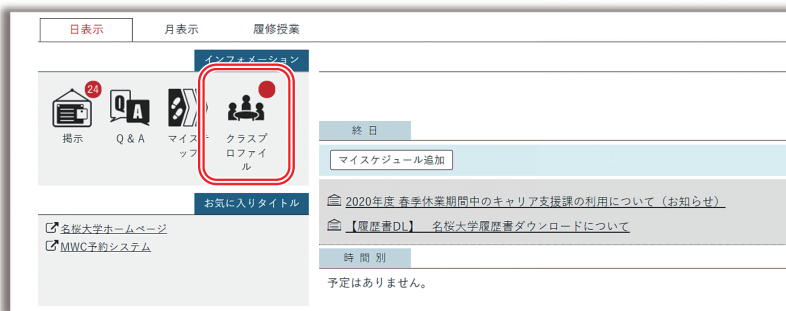 日表示
月表示
履修授業
インフォメーション
24
掲示
Q & A
マイステ
ップ
クラスプ
ロファイ
ル
お気に入りタイトル
名桜大学ホームページ
MWC予約システム
終日
マイスケジュール追加
2020年度 春季休業期間中のキャリア支援課の利用について（お知らせ）
【履歴書DL】 名桜大学履歴書ダウンロードについて
時間別
予定はありません。